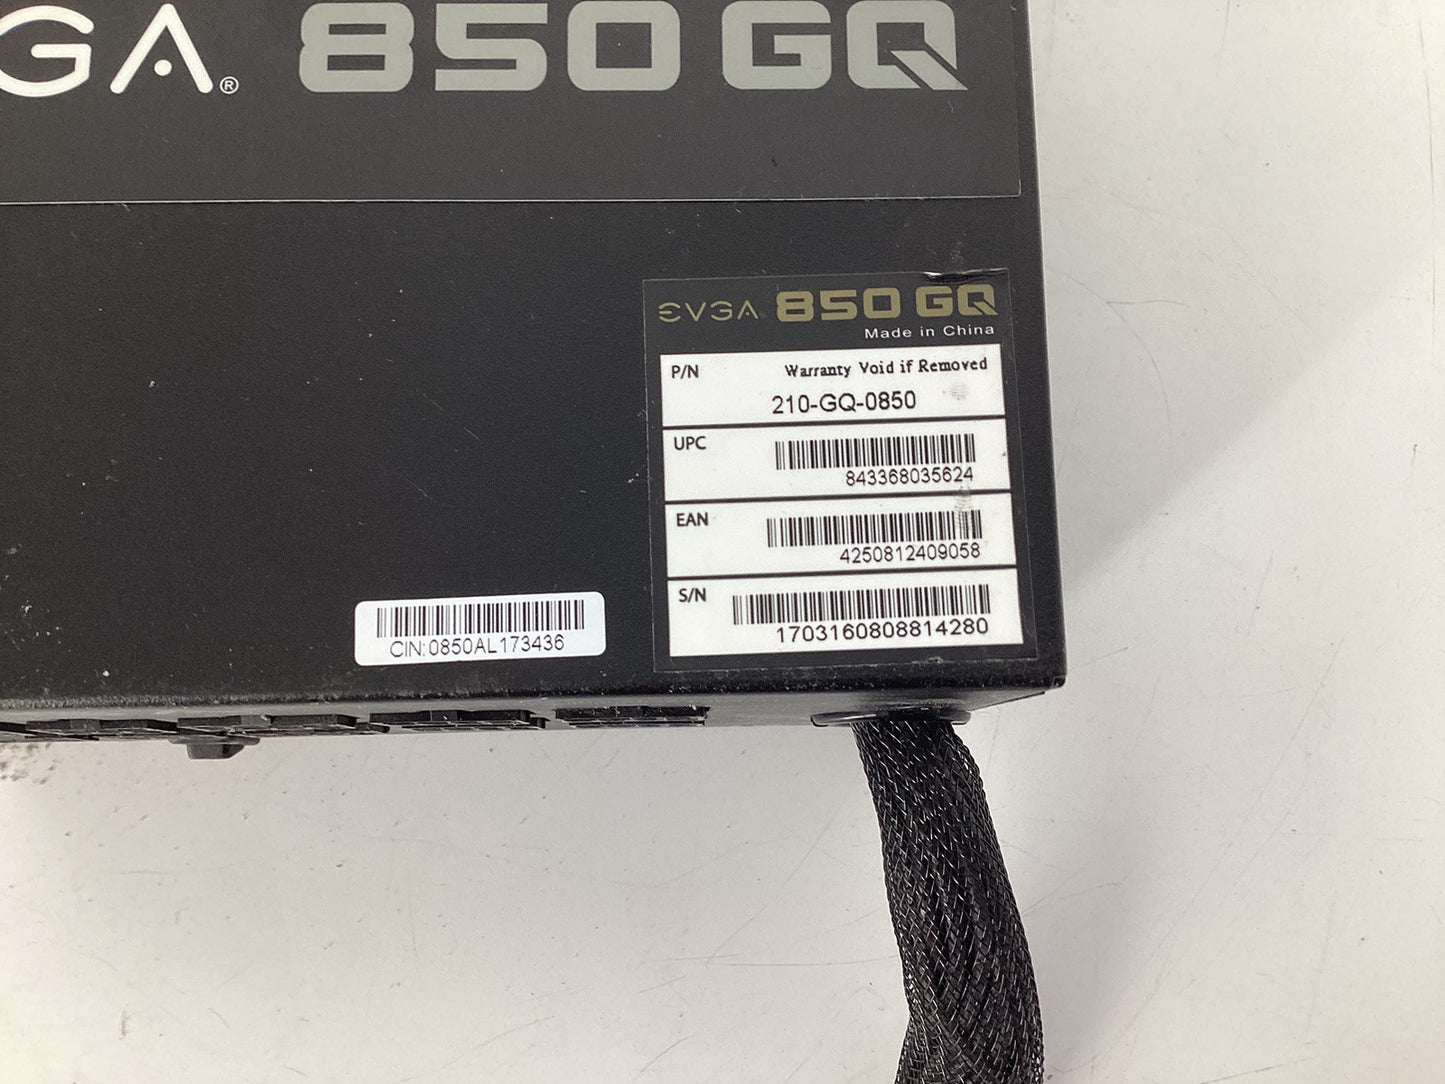 EVGA® 850 GQ
EVGA 850 GQ
Made in China
P/N Warranty Void if Removed
210-GQ-0850
UPC
843368035624
EAN
4250812409058
S/N
1703160808814280
CIN:0850AL173436